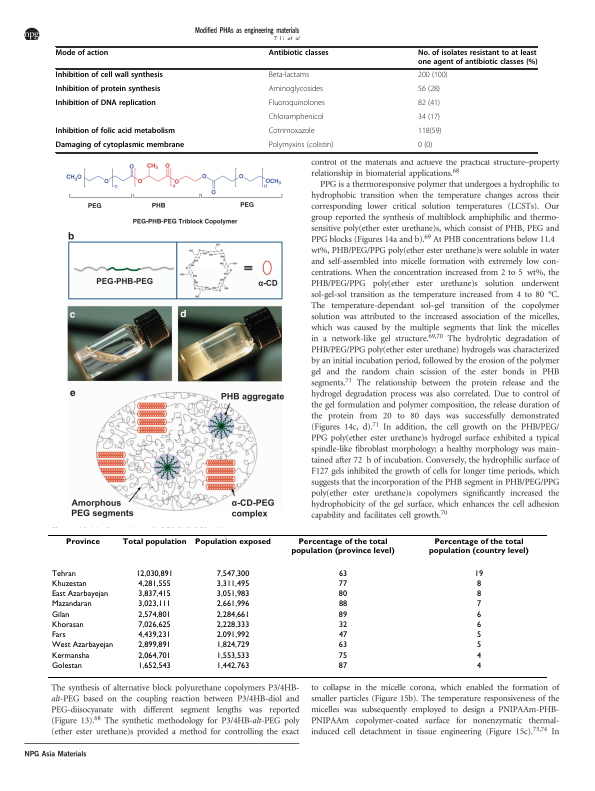 npg
Modified PHAs as engineering materials
Mode of action Antibiotic classes No. of isolates resistant to at least
one agent of antibiotic classes (%)
Inhibition of cell wall synthesis Beta-lactams 200 (100)
Inhibition of protein synthesis Aminoglycosides 56 (28)
Inhibition of DNA replication Fluoroquinolones 82 (41)
Chloramphenicol 34 (17)
Inhibition of folic acid metabolism Cotrimoxazole 118(59)
Damaging of cytoplasmic membrane Polymyxins (colistin) 0 (0)
CH₃O O O CH₃ O O O OCH₃
PEG PHB PEG
PEG-PHB-PEG Triblock Copolymer
b
PEG-PHB-PEG
=
α-CD
c d
e
PHB aggregate
Amorphous
PEG segments
α-CD-PEG
complex
control of the materials and achieve the practical structure–property
relationship in biomaterial applications.68
PPG is a thermoresponsive polymer that undergoes a hydrophilic to
hydrophobic transition when the temperature changes across their
corresponding lower critical solution temperatures (LCSTs). Our
group reported the synthesis of multiblock amphiphilic and thermo-
sensitive poly(ether ester urethane)s, which consist of PHB, PEG and
PPG blocks (Figures 14a and b).69 At PHB concentrations below 11.4
wt%, PHB/PEG/PPG poly(ether ester urethane)s were soluble in water
and self-assembled into micelle formation with extremely low con-
centrations. When the concentration increased from 2 to 5 wt%, the
PHB/PEG/PPG poly(ether ester urethane)s solution underwent
sol-gel-sol transition as the temperature increased from 4 to 80 °C.
The temperature-dependant sol–gel transition of the copolymer
solution was attributed to the increased association of the micelles,
which was caused by the multiple segments that link the micelles
in a network-like gel structure.69,70 The hydrolytic degradation of
PHB/PEG/PPG poly(ether ester urethane) hydrogels was characterized
by an initial incubation period, followed by the erosion of the polymer
gel and the random chain scission of the ester bonds in PHB
segments.71 The relationship between the protein release and the
hydrogel degradation process was also correlated. Due to control of
the gel formulation and polymer composition, the release duration of
the protein from 20 to 80 days was successfully demonstrated
(Figures 14c, d).71 In addition, the cell growth on the PHB/PEG/
PPG poly(ether ester urethane)s hydrogel surface exhibited a typical
spindle-like fibroblast morphology; a healthy morphology was main-
tained after 72 h of incubation. Conversely, the hydrophilic surface of
F127 gels inhibited the growth of cells for longer time periods, which
suggests that the incorporation of the PHB segment in PHB/PEG/PPG
poly(ether ester urethane)s copolymers significantly increased the
hydrophobicity of the gel surface, which enhances the cell adhesion
capability and facilitates cell growth.70
Province Total population Population exposed Percentage of the total
population (province level) Percentage of the total
population (country level)
Tehran 12,030,891 7,547,300 63 19
Khuzestan 4,281,555 3,311,495 77 8
East Azarbayejan 3,837,415 3,051,983 80 8
Mazandaran 3,023,111 2,661,996 88 7
Gilan 2,574,801 2,284,661 89 6
Khorasan 7,026,625 2,228,333 32 6
Fars 4,439,231 2,091,992 47 5
West Azarbayejan 2,899,891 1,824,729 63 5
Kermansha 2,064,701 1,553,533 75 4
Golestan 1,652,543 1,442,763 87 4
The synthesis of alternative block polyurethane copolymers P3/4HB-
alt-PEG based on the coupling reaction between P3/4HB-diol and
PEG-diisocyanate with different segment lengths was reported
(Figure 13).68 The synthetic methodology for P3/4HB-alt-PEG poly
(ether ester urethane)s provided a method for controlling the exact
to collapse in the micelle corona, which enabled the formation of
smaller particles (Figure 15b). The temperature responsiveness of the
micelles was subsequently employed to design a PNIPAAm-PHB-
PNIPAAm copolymer-coated surface for nonenzymatic thermal-
induced cell detachment in tissue engineering (Figure 15c).73,74 In
NPG Asia Materials